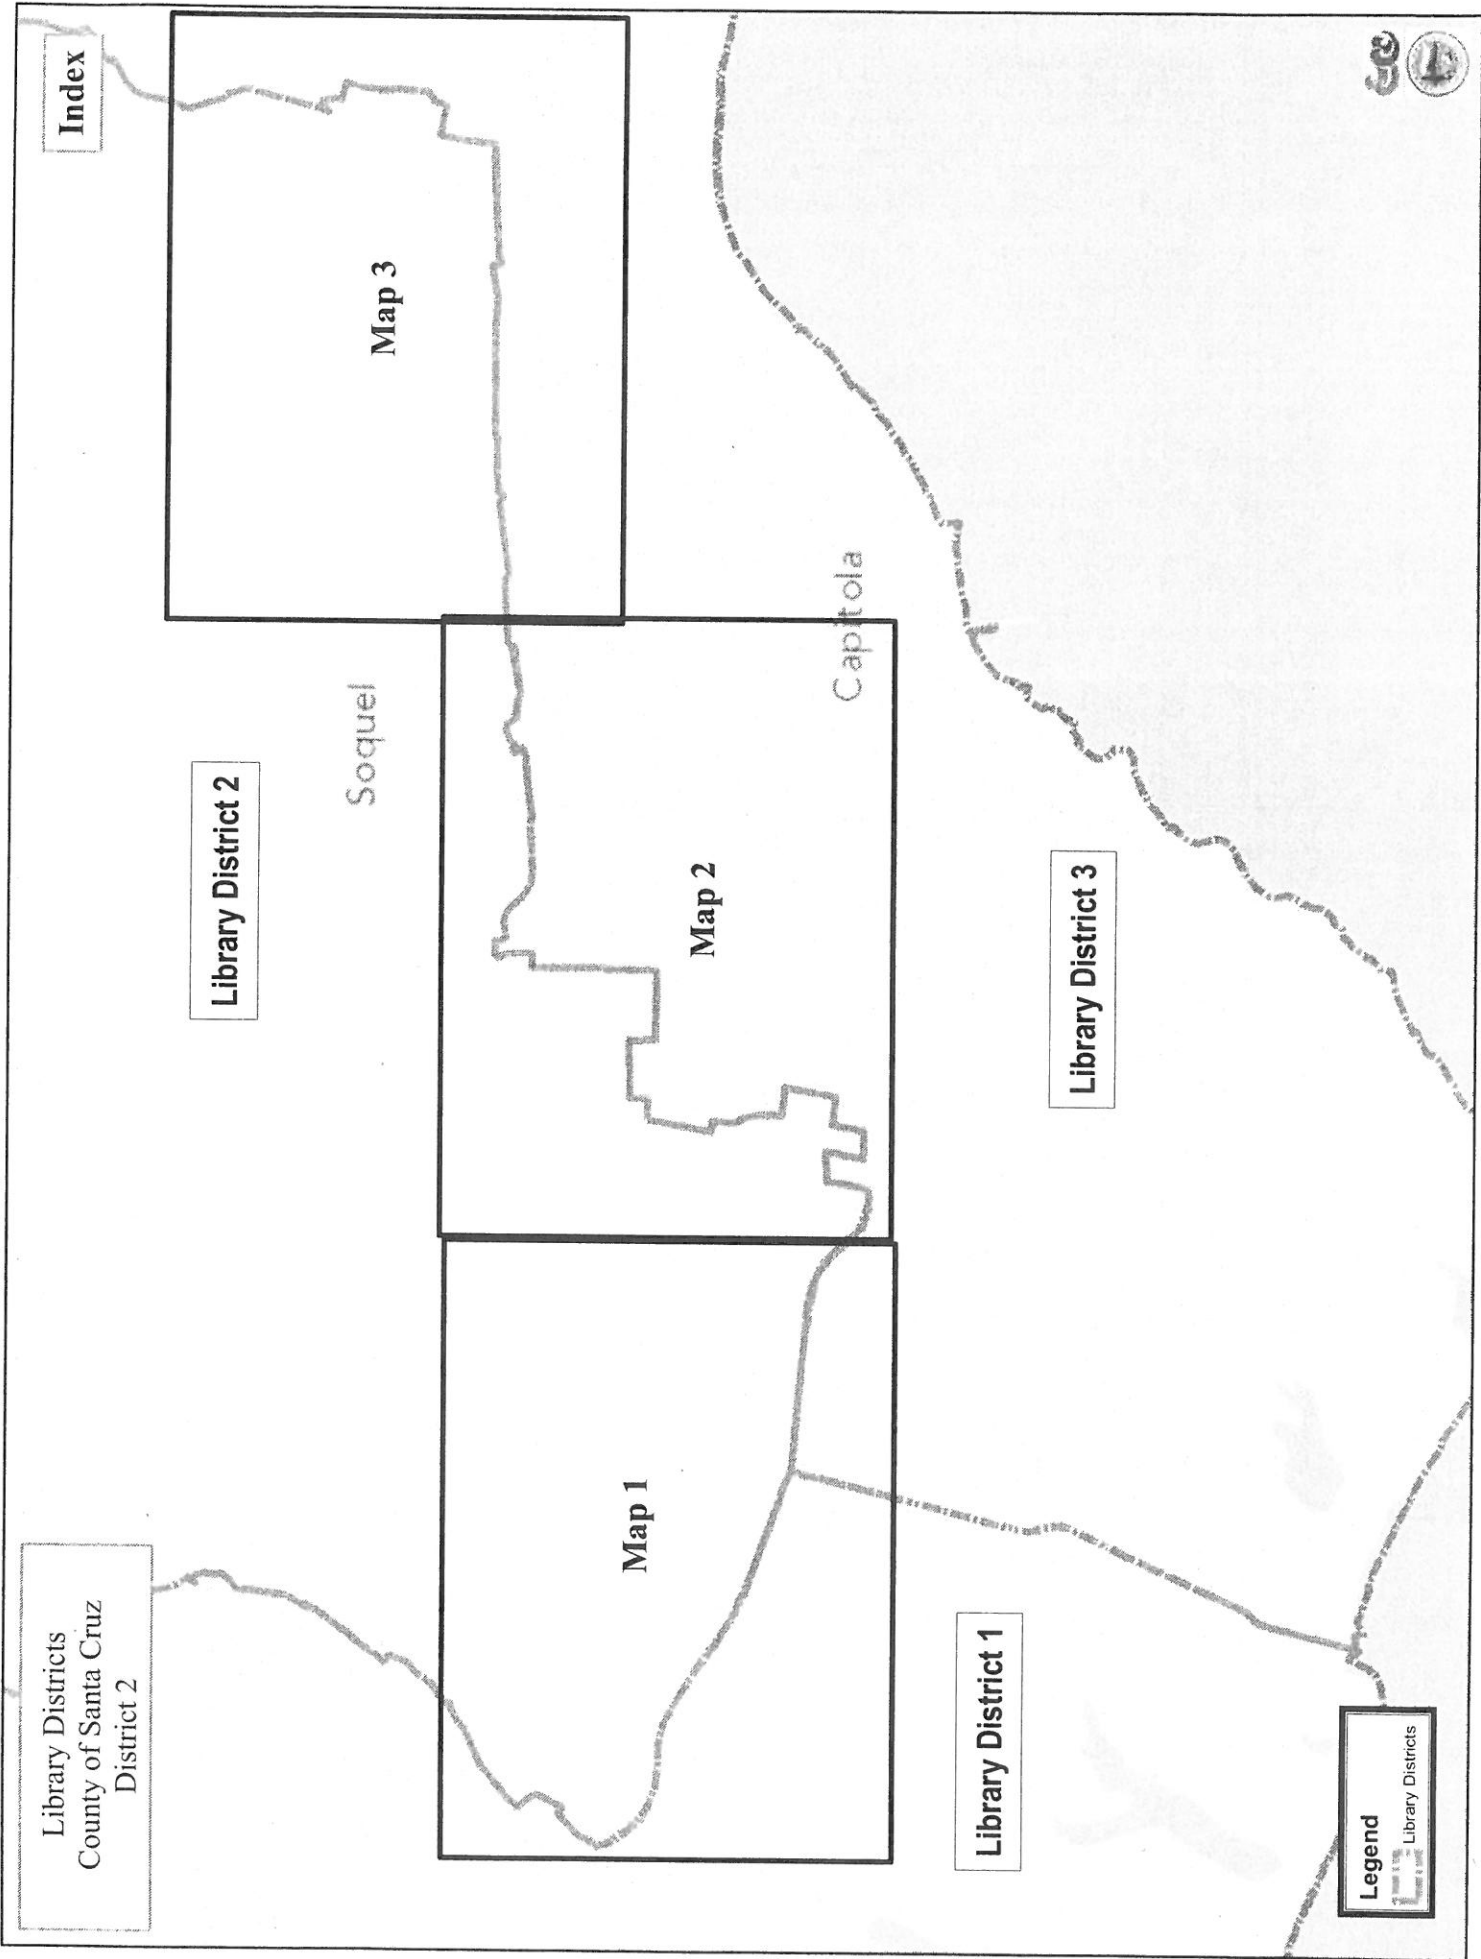 Library Districts
County of Santa Cruz
District 2
Index
Library District 2
Soquel
Map 3
Map 1
Map 2
Capitola
Library District 1
Library District 3
Legend
Library Districts